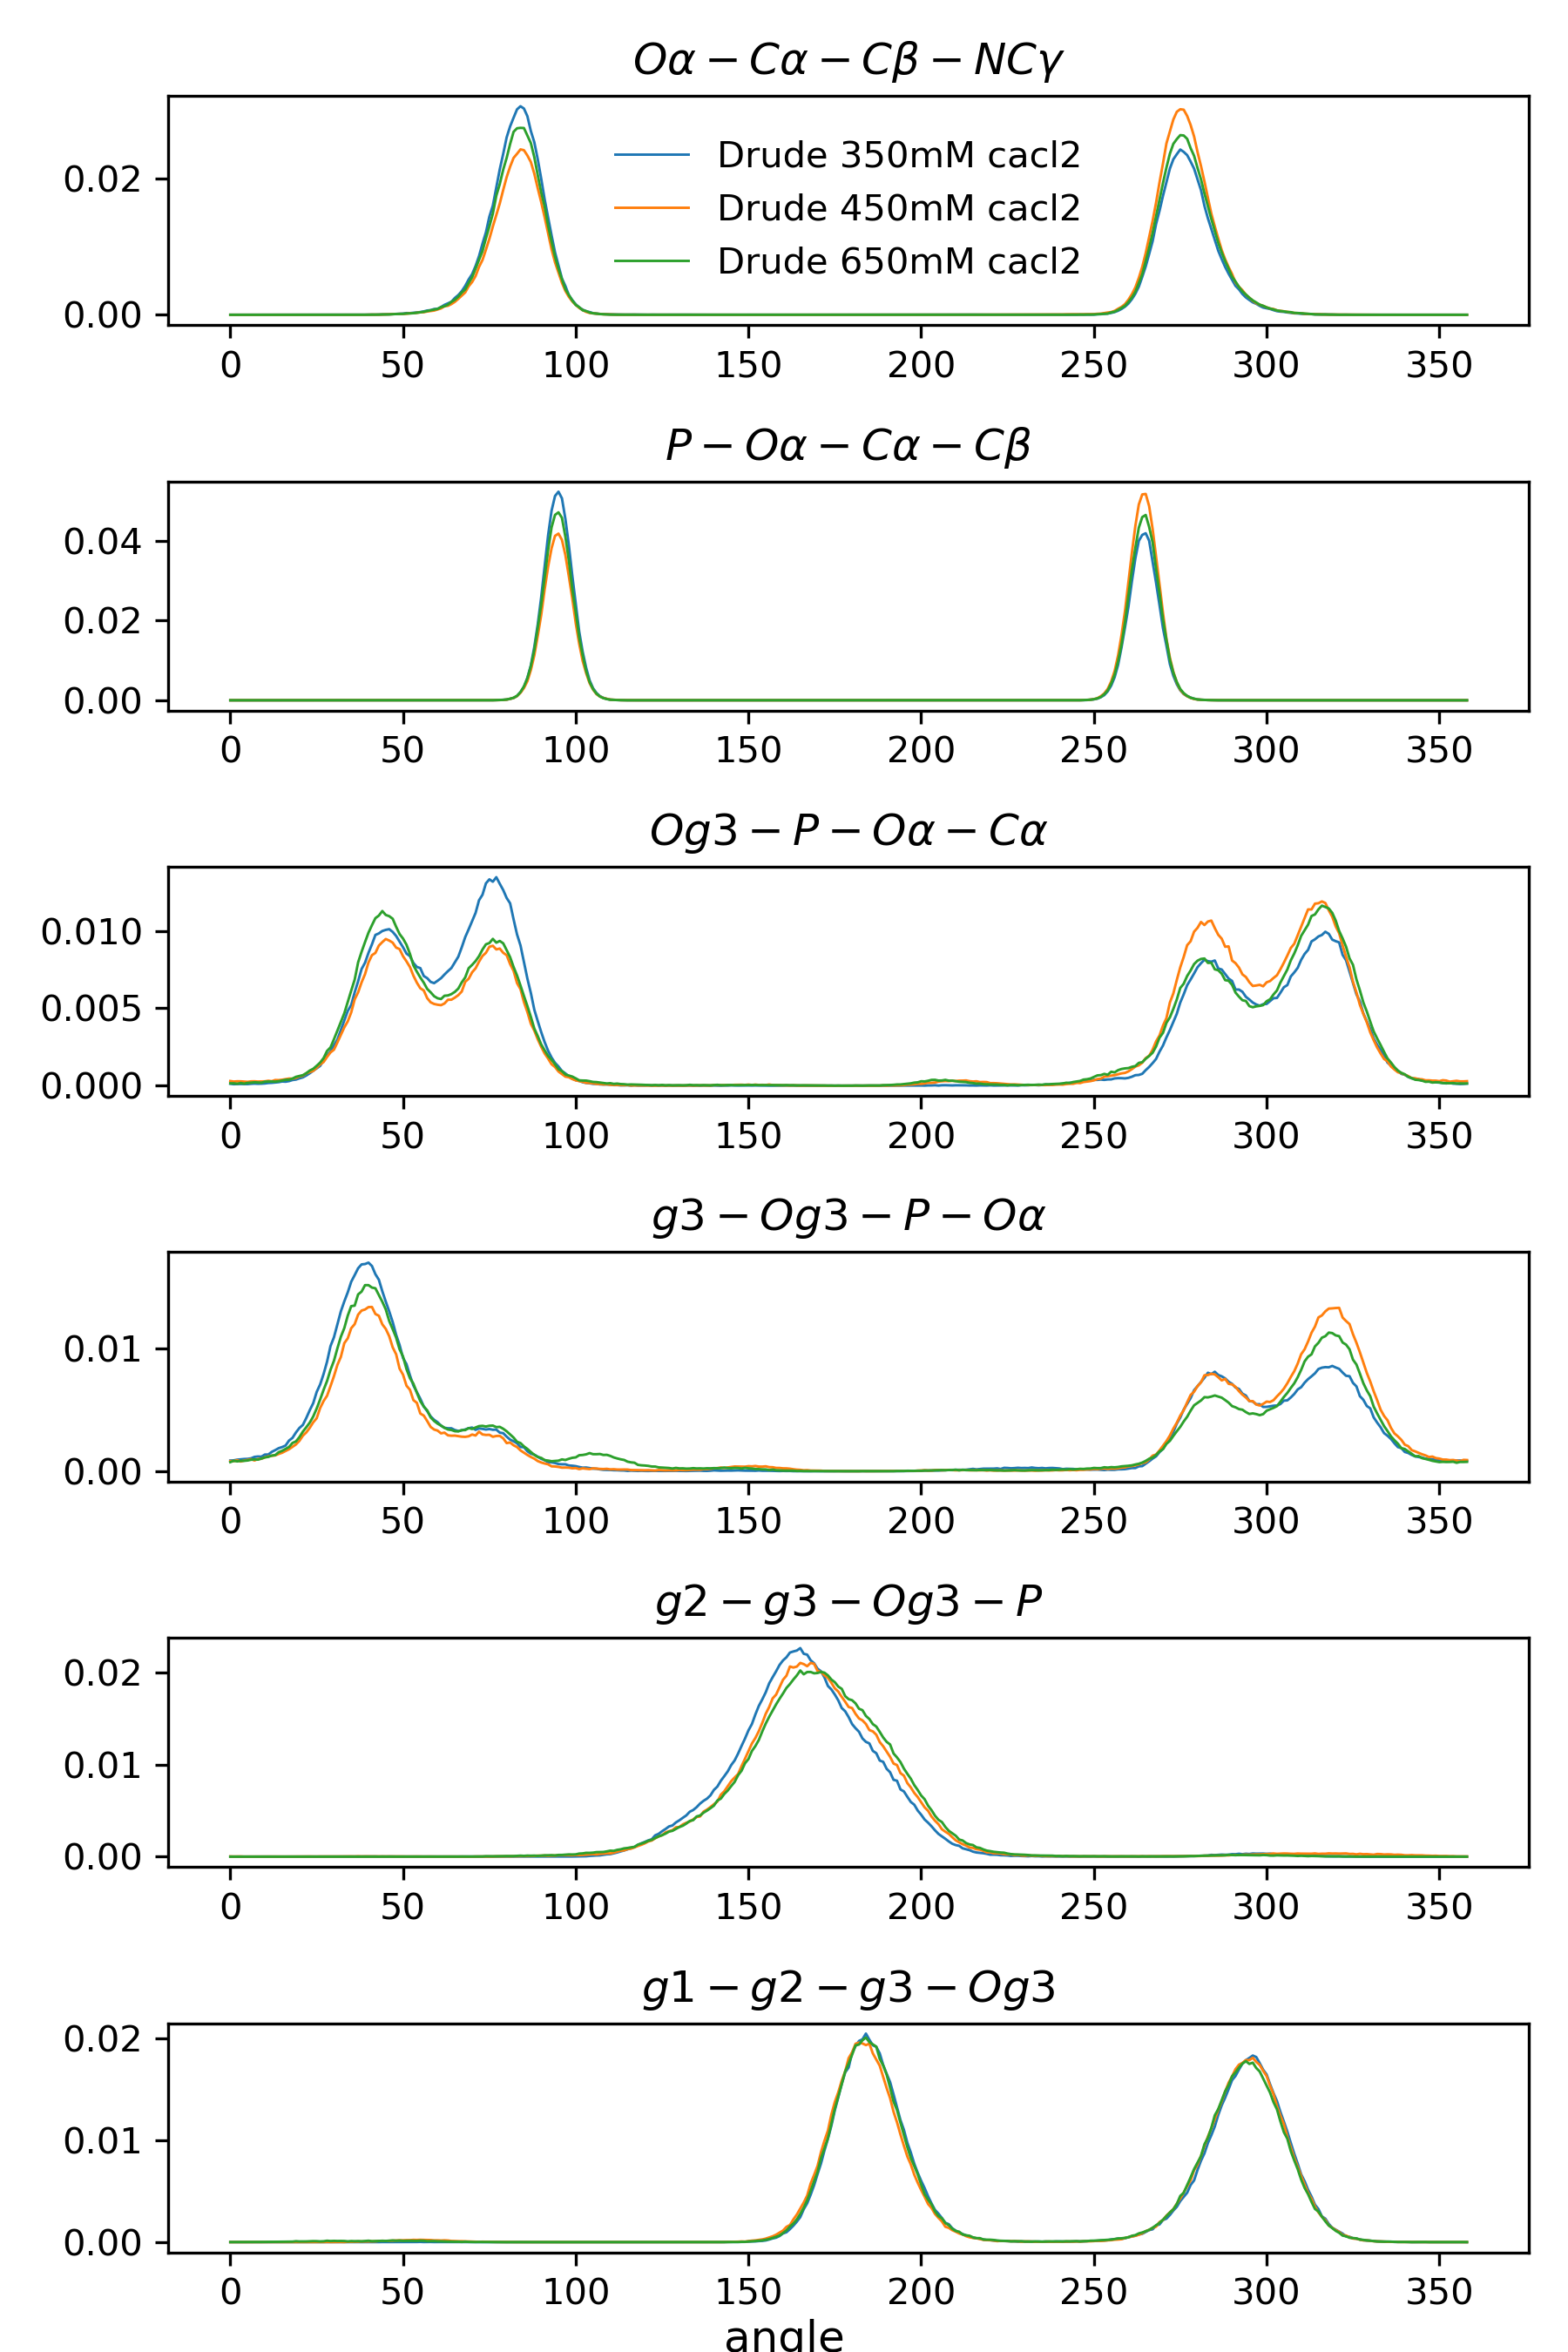 Oα − Cα − Cβ − NCγ
Drude 350mM cacl2
Drude 450mM cacl2
Drude 650mM cacl2
0.02
0.00
0 50 100 150 200 250 300 350
P − Oα − Cα − Cβ
0.04
0.02
0.00
0 50 100 150 200 250 300 350
Og3 − P − Oα − Cα
0.010
0.005
0.000
0 50 100 150 200 250 300 350
g3 − Og3 − P − Oα
0.01
0.00
0 50 100 150 200 250 300 350
g2 − g3 − Og3 − P
0.02
0.01
0.00
0 50 100 150 200 250 300 350
g1 − g2 − g3 − Og3
0.02
0.01
0.00
0 50 100 150 200 250 300 350
angle